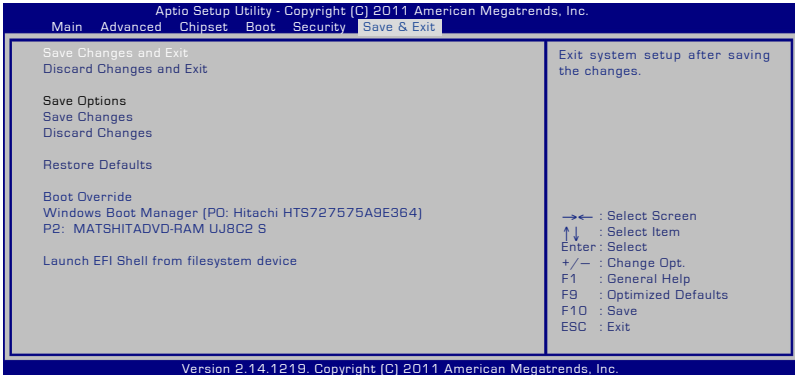 Aptio Setup Utility - Copyright (C) 2011 American Megatrends, Inc.
Main Advanced Chipset Boot Security Save & Exit
Save Changes and Exit
Discard Changes and Exit
Save Options
Save Changes
Discard Changes
Restore Defaults
Boot Override
Windows Boot Manager (P0: Hitachi HTS727575A9E364)
P2: MATSHITADVD-RAM UJ8C2 S
Launch EFI Shell from filesystem device
Exit system setup after saving
the changes.
→← : Select Screen
↑↓ : Select Item
Enter : Select
+/— : Change Opt.
F1 : General Help
F9 : Optimized Defaults
F10 : Save
ESC : Exit
Version 2.14.1219. Copyright (C) 2011 American Megatrends, Inc.